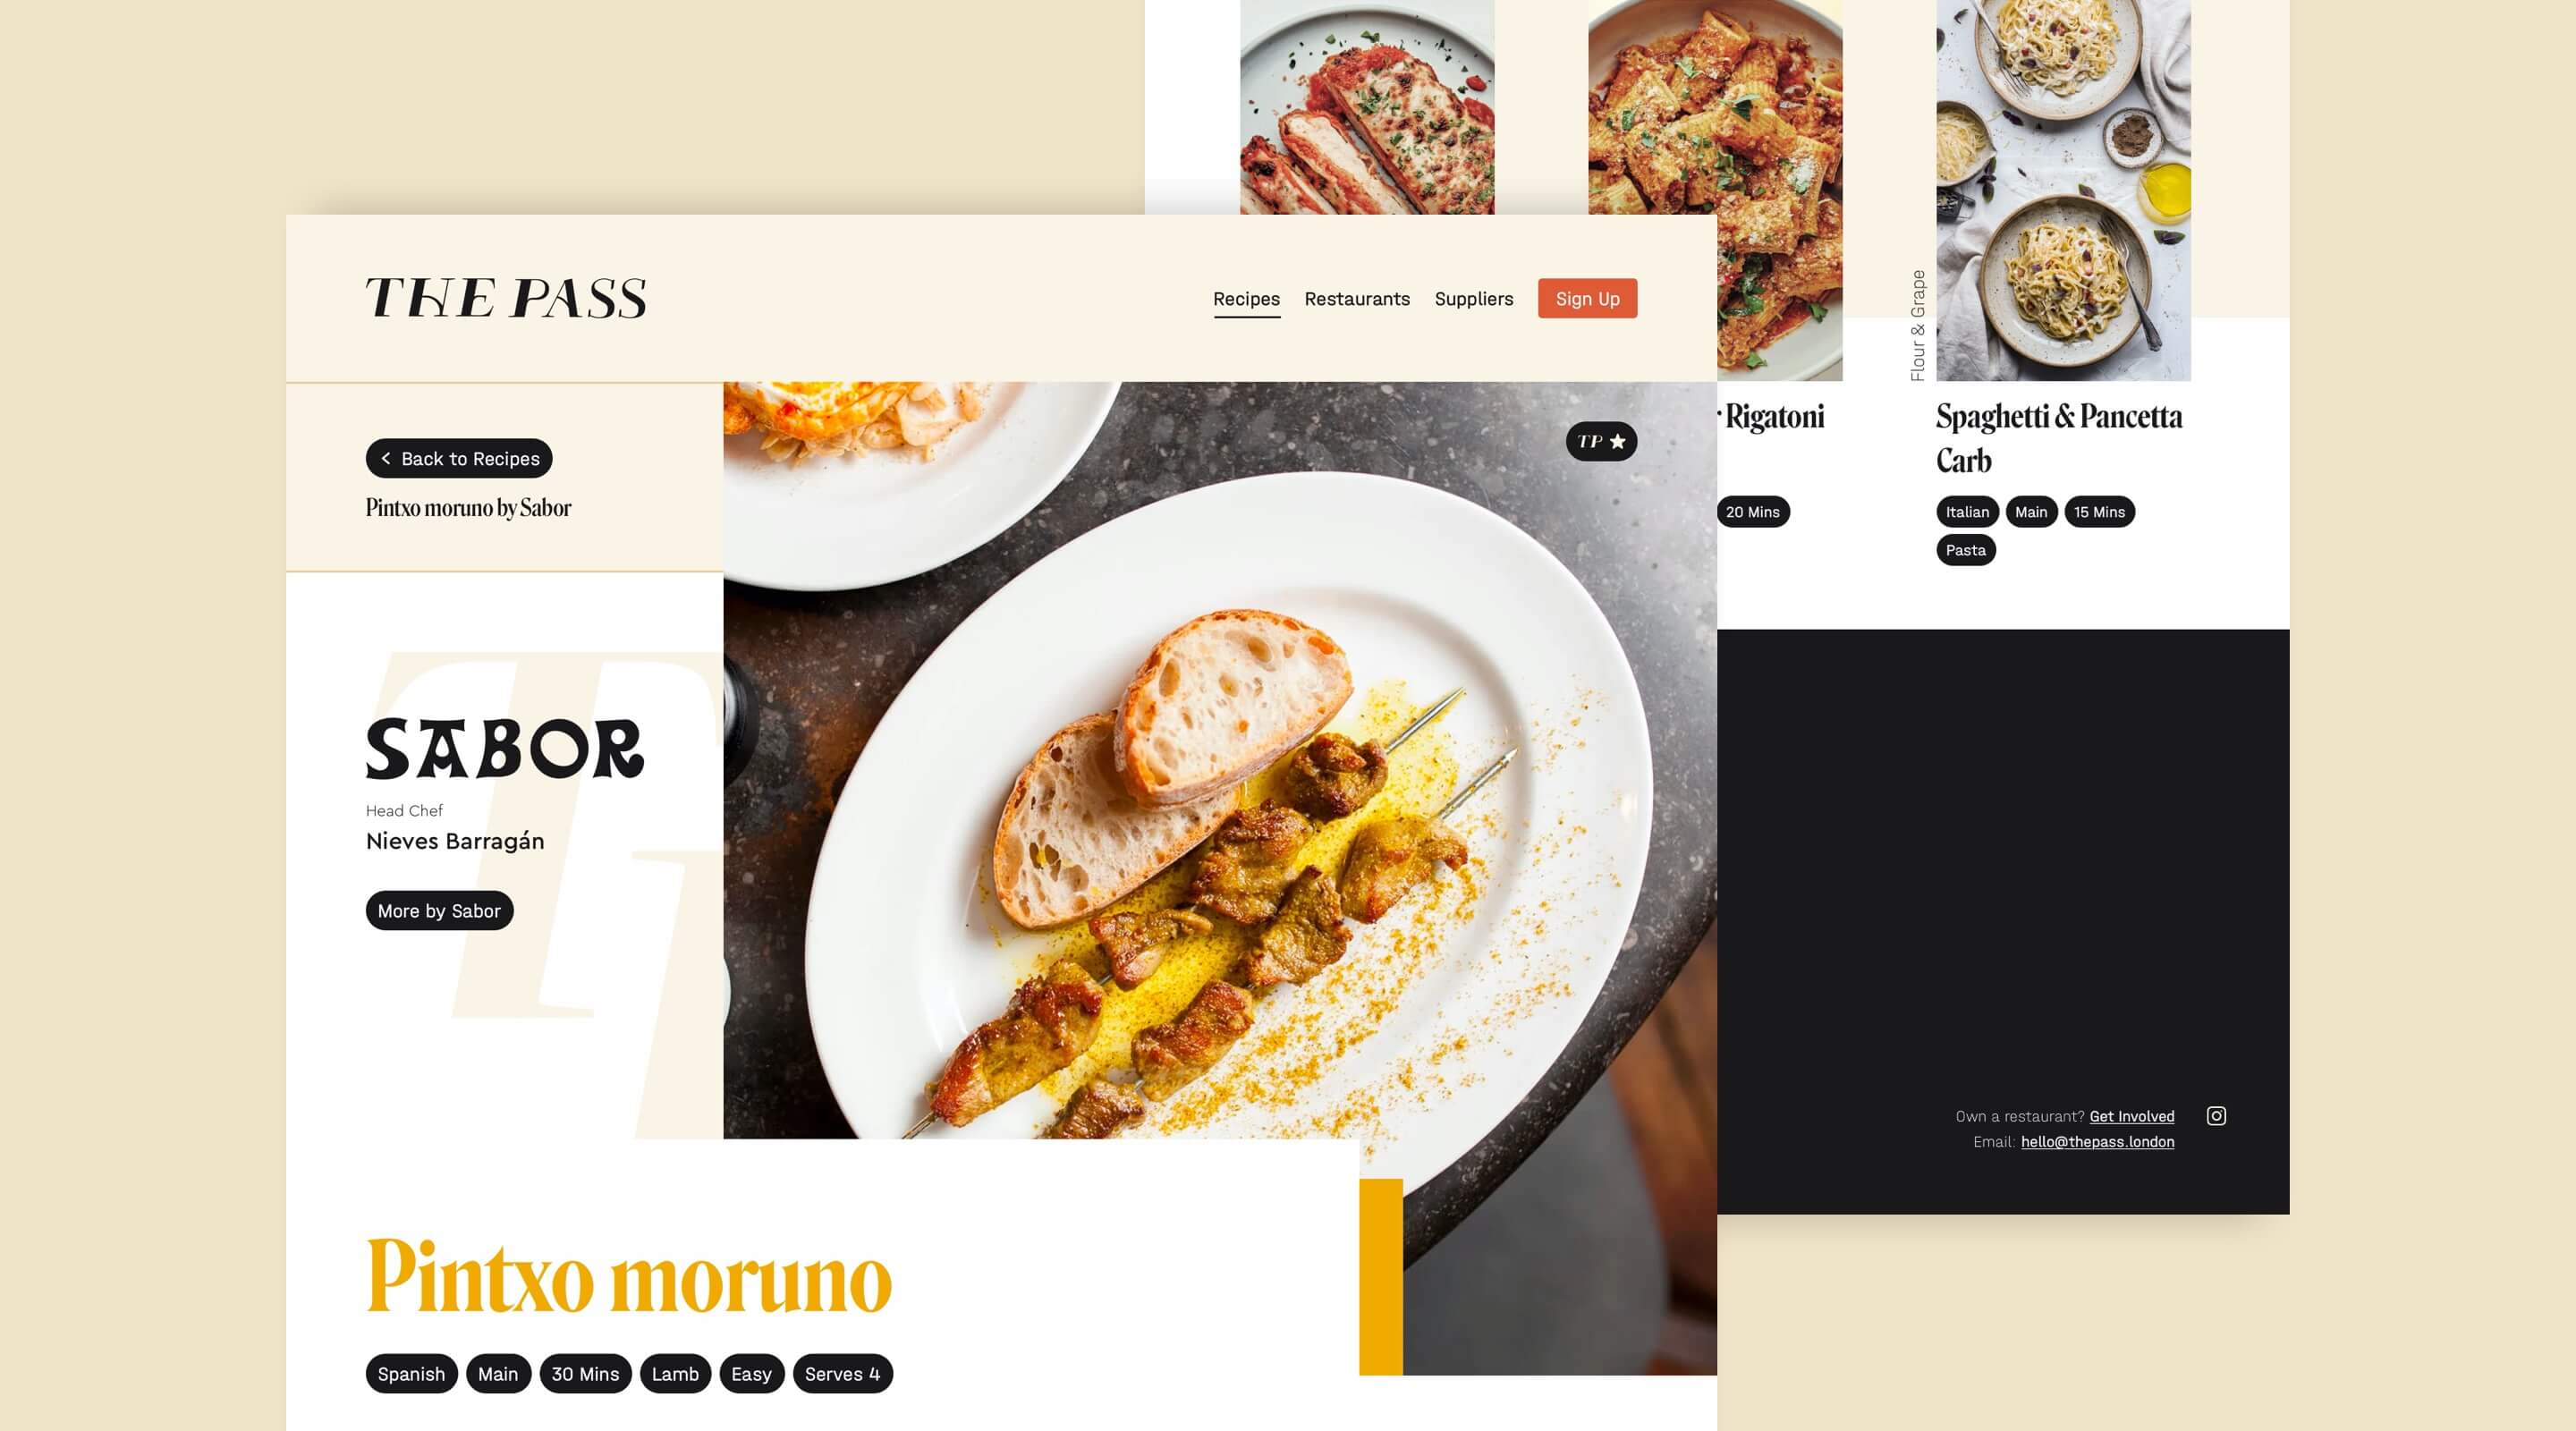 THE PASS
Recipes
Restaurants
Suppliers
Sign Up
Back to Recipes
Pintxo moruno by Sabor
TP
SABOR
Head Chef
Nieves Barragán
More by Sabor
Pintxo moruno
Spanish
Main
30 Mins
Lamb
Easy
Serves 4
Rigatoni
20 Mins
Flour & Grape
Spaghetti & Pancetta
Carb
Italian
Main
15 Mins
Pasta
Own a restaurant? Get Involved
Email: hello@thepass.london